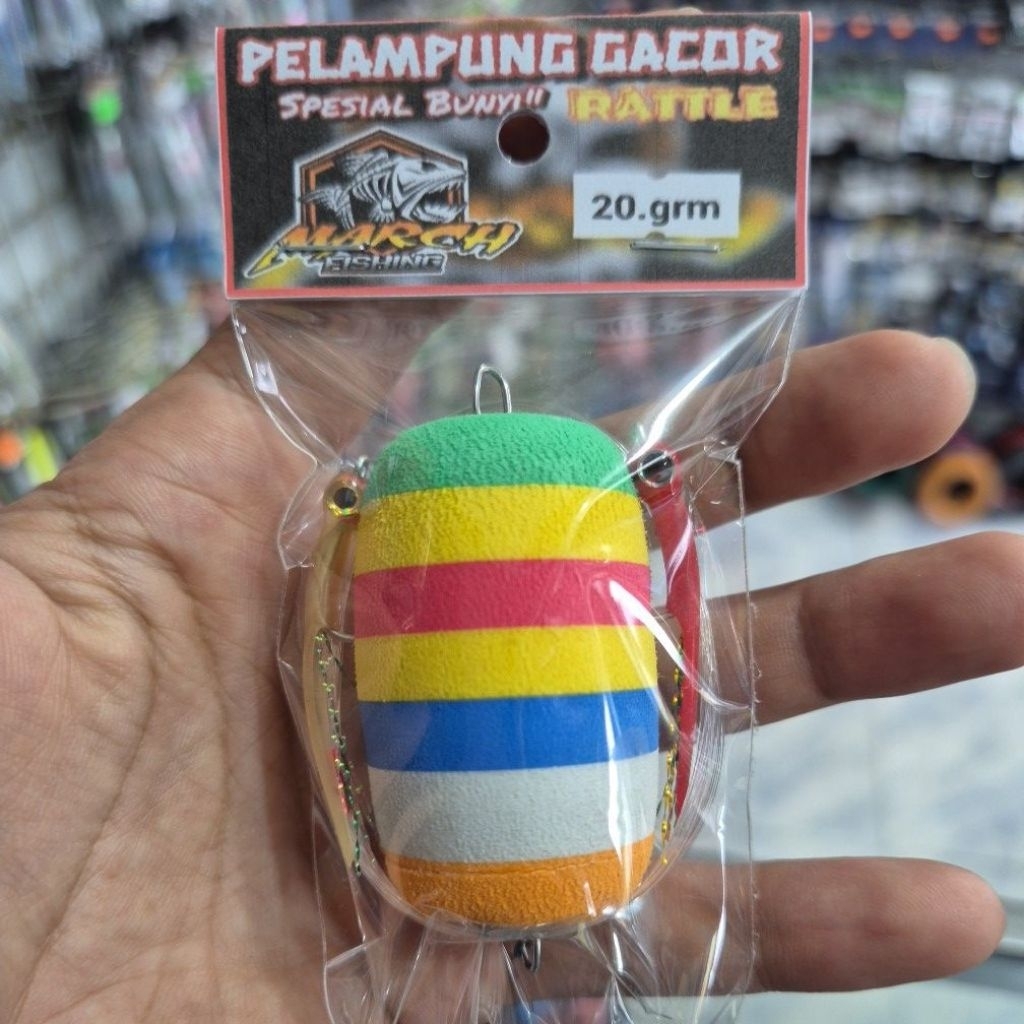 PELAMPUNG GACOR
SPESIAL BUNYI!! RATTLE
20.grm
MARCH
FISHING